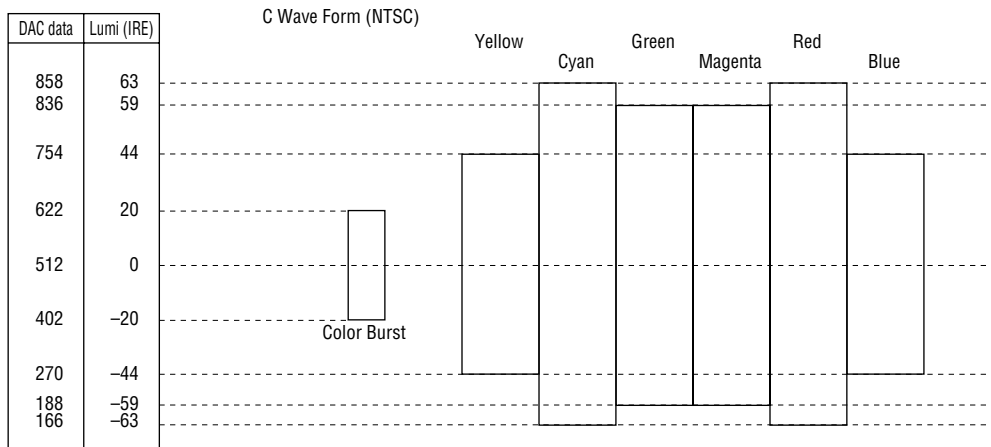 C Wave Form (NTSC)
DAC data Lumi (IRE)
Yellow Green Red
Cyan Magenta Blue
858 63
836 59
754 44
622 20
512 0
402 –20
Color Burst
270 –44
188 –59
166 –63